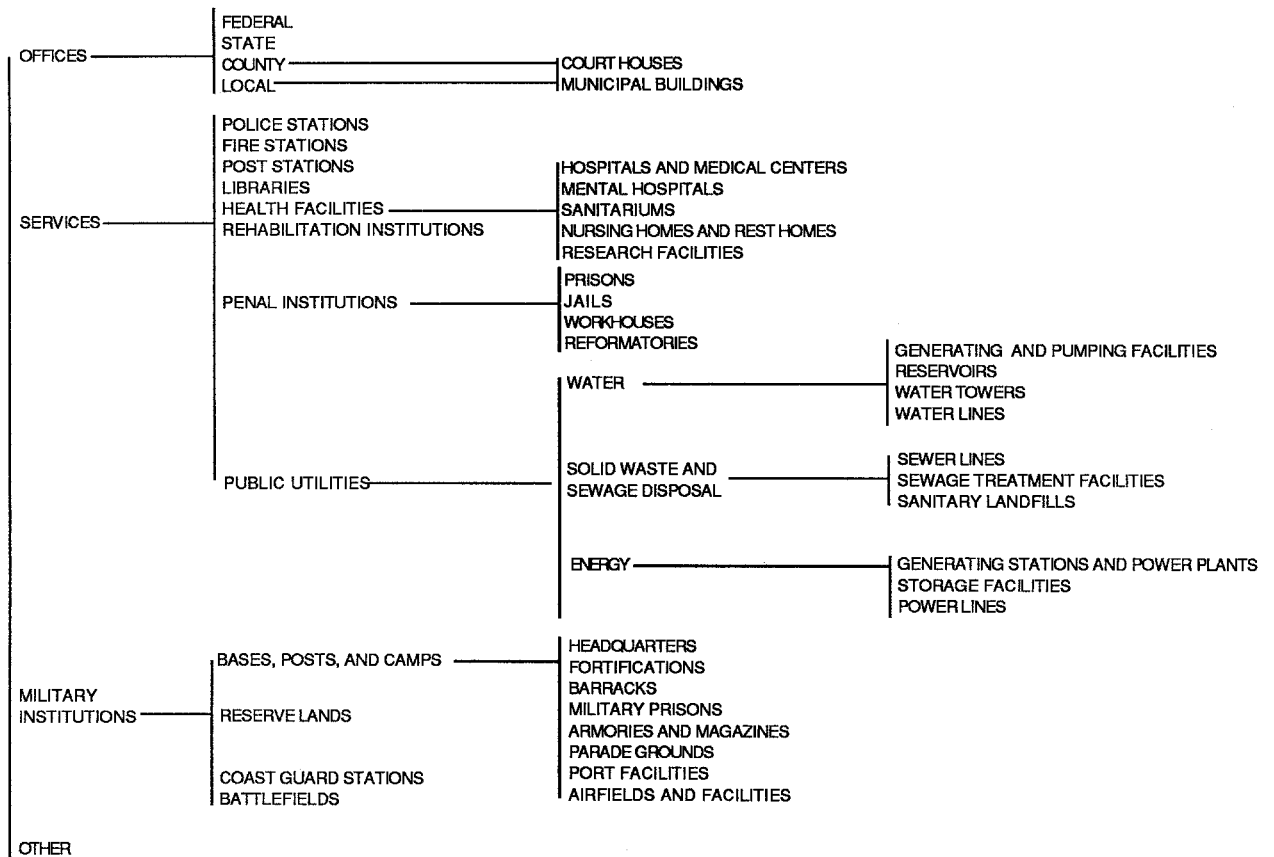 OFFICES
FEDERAL
STATE
COUNTY
LOCAL
COURT HOUSES
MUNICIPAL BUILDINGS
SERVICES
POLICE STATIONS
FIRE STATIONS
POST STATIONS
LIBRARIES
HEALTH FACILITIES
REHABILITATION INSTITUTIONS
HOSPITALS AND MEDICAL CENTERS
MENTAL HOSPITALS
SANITARIUMS
NURSING HOMES AND REST HOMES
RESEARCH FACILITIES
PENAL INSTITUTIONS
PRISONS
JAILS
WORKHOUSES
REFORMATORIES
PUBLIC UTILITIES
WATER
GENERATING AND PUMPING FACILITIES
RESERVOIRS
WATER TOWERS
WATER LINES
SOLID WASTE AND
SEWAGE DISPOSAL
SEWER LINES
SEWAGE TREATMENT FACILITIES
SANITARY LANDFILLS
ENERGY
GENERATING STATIONS AND POWER PLANTS
STORAGE FACILITIES
POWER LINES
MILITARY
INSTITUTIONS
BASES, POSTS, AND CAMPS
HEADQUARTERS
FORTIFICATIONS
BARRACKS
MILITARY PRISONS
ARMORIES AND MAGAZINES
PARADE GROUNDS
PORT FACILITIES
AIRFIELDS AND FACILITIES
RESERVE LANDS
COAST GUARD STATIONS
BATTLEFIELDS
OTHER